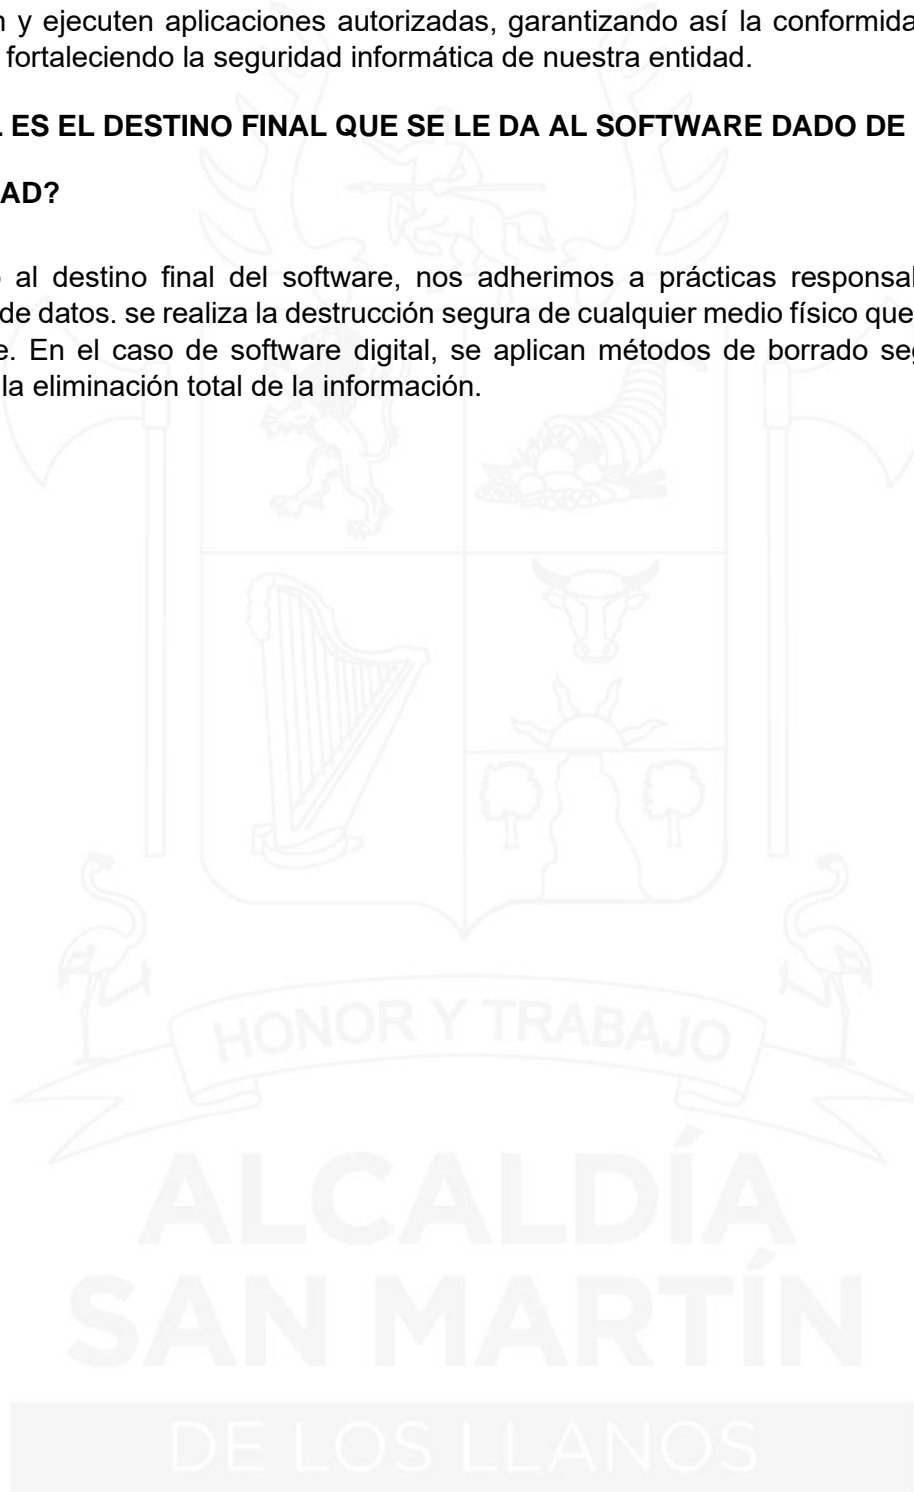 n y ejecuten aplicaciones autorizadas, garantizando así la conformida
fortaleciendo la seguridad informática de nuestra entidad.
L ES EL DESTINO FINAL QUE SE LE DA AL SOFTWARE DADO DE
AD?
o al destino final del software, nos adherimos a prácticas responsal
de datos. se realiza la destrucción segura de cualquier medio físico que
e. En el caso de software digital, se aplican métodos de borrado seg
la eliminación total de la información.
HONOR Y TRABAJO
ALCALDÍA
SAN MARTÍN
DE LOS LLANOS